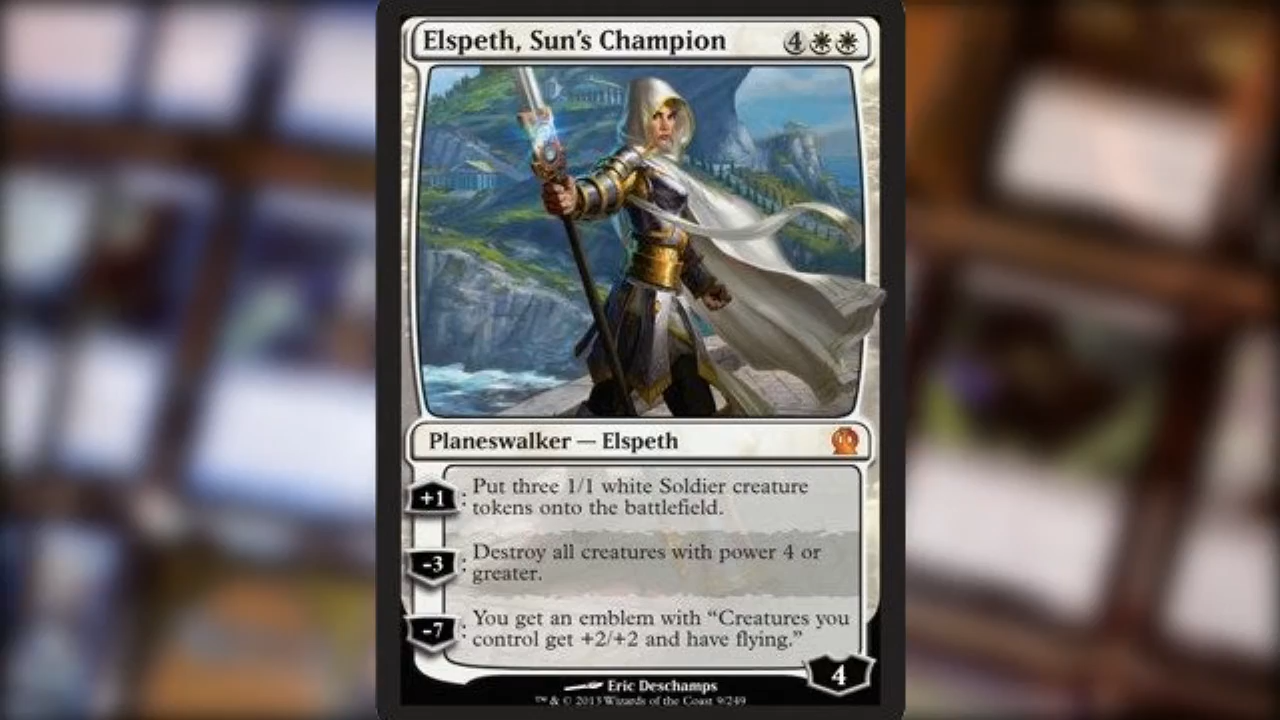 Elspeth, Sun's Champion 4
Planeswalker — Elspeth
+1: Put three 1/1 white Soldier creature
tokens onto the battlefield.
-3: Destroy all creatures with power 4 or
greater.
-7: You get an emblem with “Creatures you
control get +2/+2 and have flying.”
4
Eric Deschamps
™ & © 2013 Wizards of the Coast 9/249